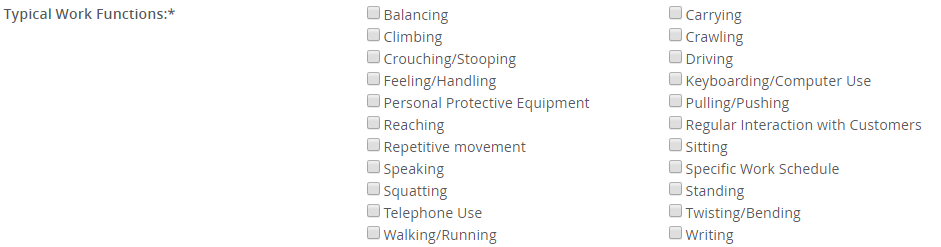 Typical Work Functions:* Balancing Carrying
Climbing Crawling
Crouching/Stooping Driving
Feeling/Handling Keyboarding/Computer Use
Personal Protective Equipment Pulling/Pushing
Reaching Regular Interaction with Customers
Repetitive movement Sitting
Speaking Specific Work Schedule
Squatting Standing
Telephone Use Twisting/Bending
Walking/Running Writing